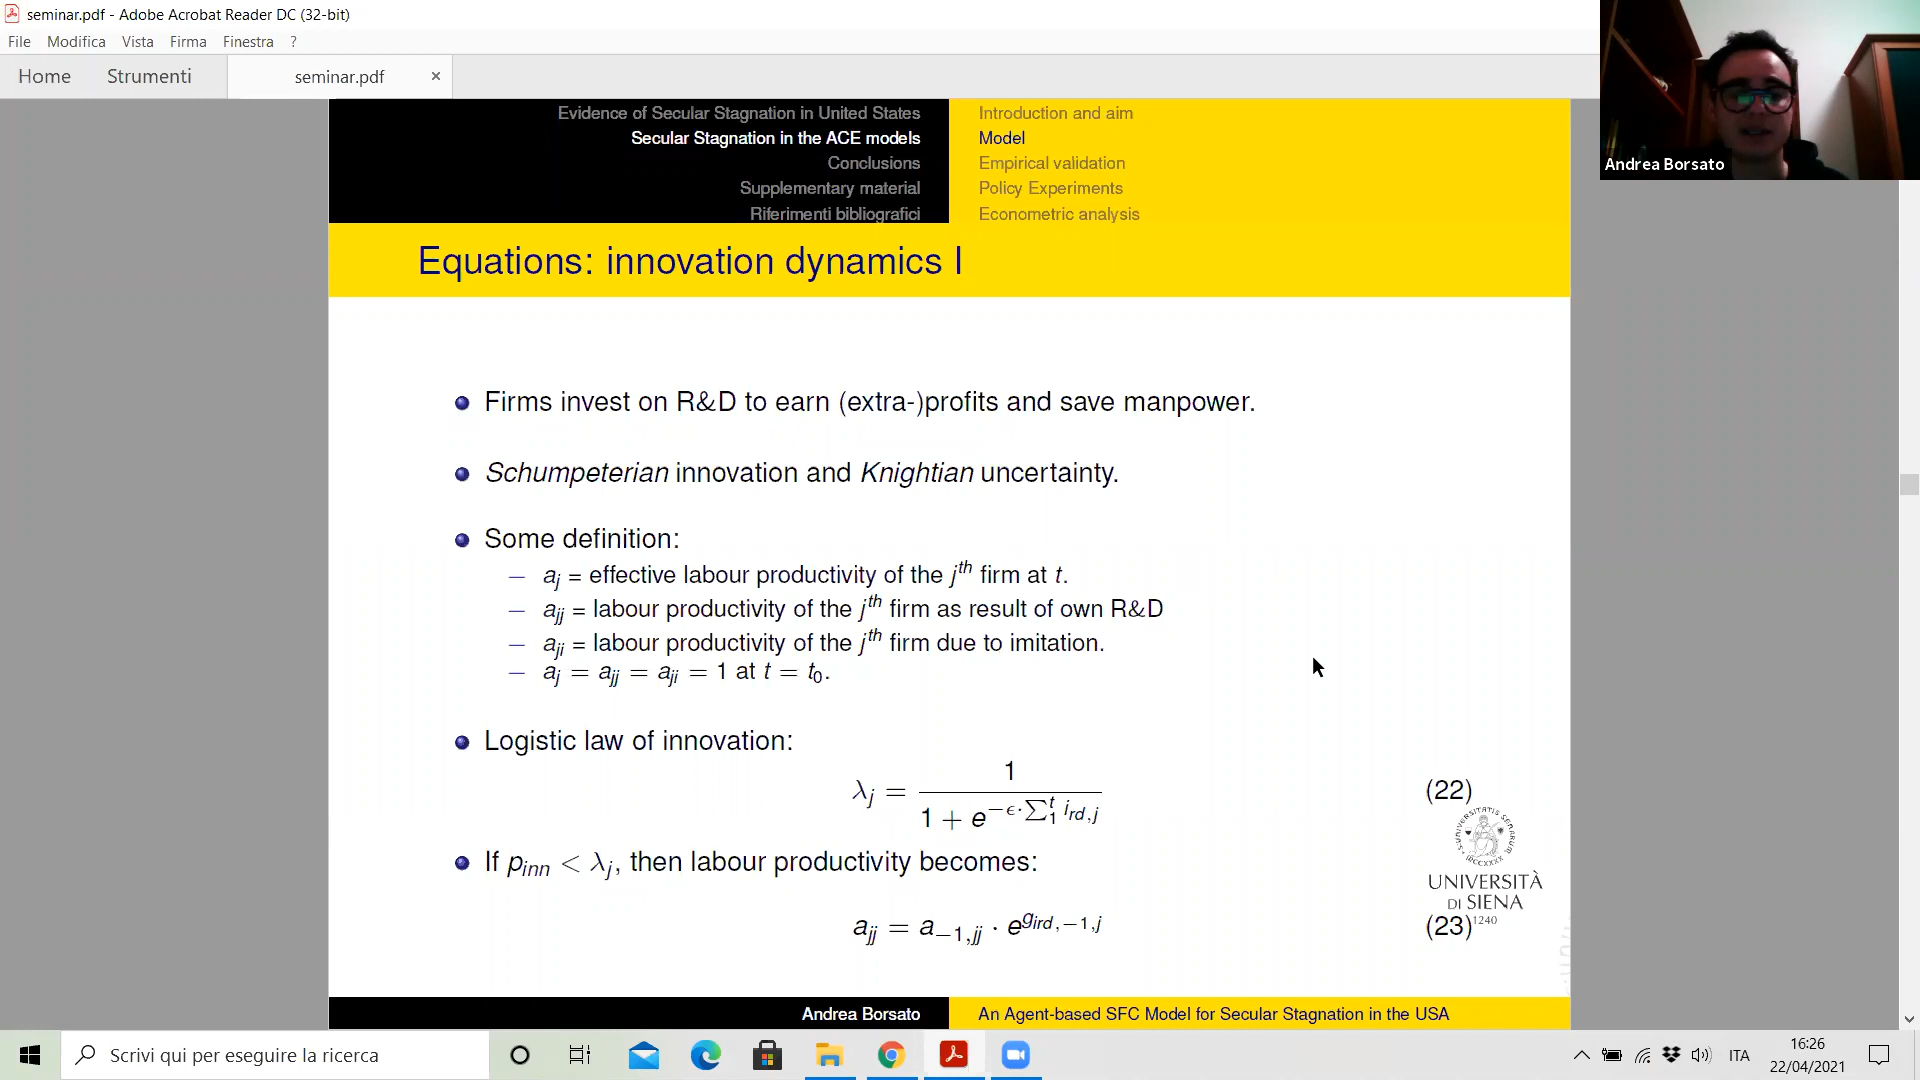 seminar.pdf - Adobe Acrobat Reader DC (32-bit)
File Modifica Vista Firma Finestra ?
Home Strumenti seminar.pdf ×
Evidence of Secular Stagnation in United States
Secular Stagnation in the ACE models
Conclusions
Supplementary material
Riferimenti bibliografici
Introduction and aim
Model
Empirical validation
Policy Experiments
Econometric analysis
Andrea Borsato
Equations: innovation dynamics I
Firms invest on R&D to earn (extra-)profits and save manpower.
Schumpeterian innovation and Knightian uncertainty.
Some definition:
– a_j = effective labour productivity of the j^th firm at t.
– a_jj = labour productivity of the j^th firm as result of own R&D
– a_ji = labour productivity of the j^th firm due to imitation.
– a_j = a_jj = a_ji = 1 at t = t_0.
Logistic law of innovation:
λ_j = 1 / (1 + e^{−ϵ·∑_1^t i_{rd,j}}) (22)
If p_inn < λ_j, then labour productivity becomes:
a_jj = a_{−1,jj} · e^{g_{ird,−1,j}} (23)
UNIVERSITÀ
DI SIENA
1240
Andrea Borsato
An Agent-based SFC Model for Secular Stagnation in the USA
Scrivi qui per eseguire la ricerca
ITA
16:26
22/04/2021